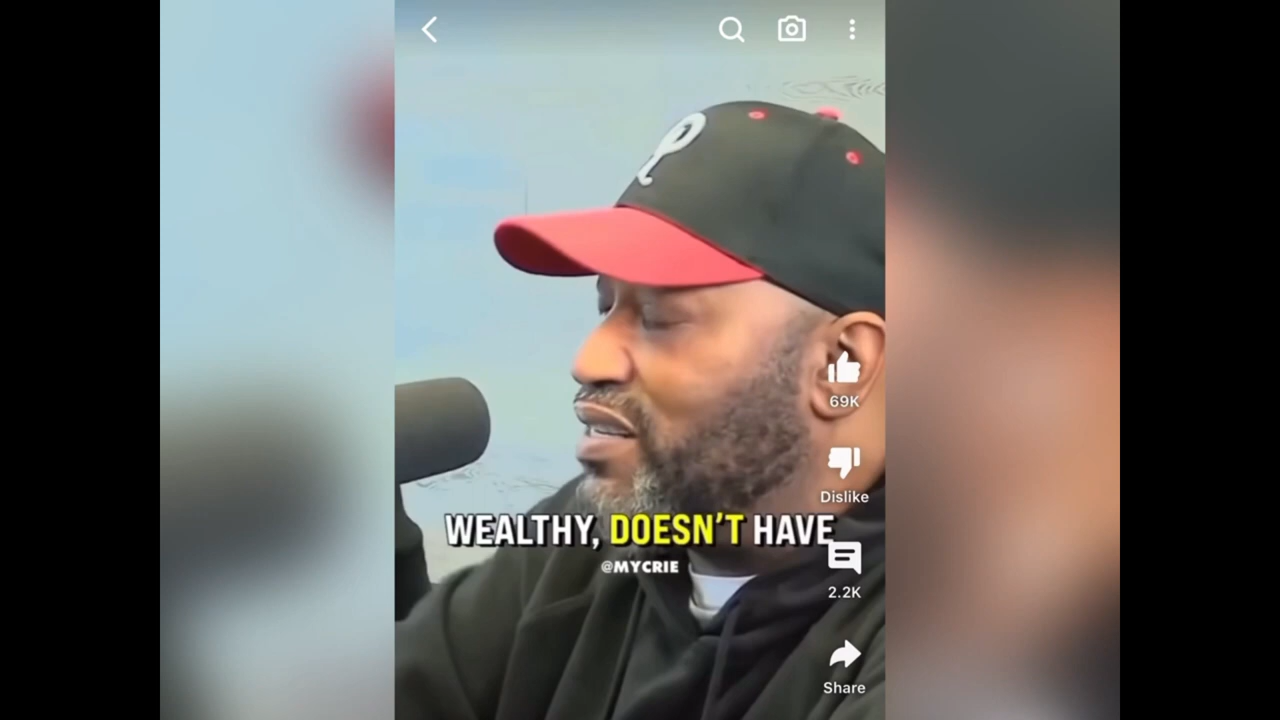 69K
Dislike
WEALTHY, DOESN'T HAVE
@MYCRIE
2.2K
Share